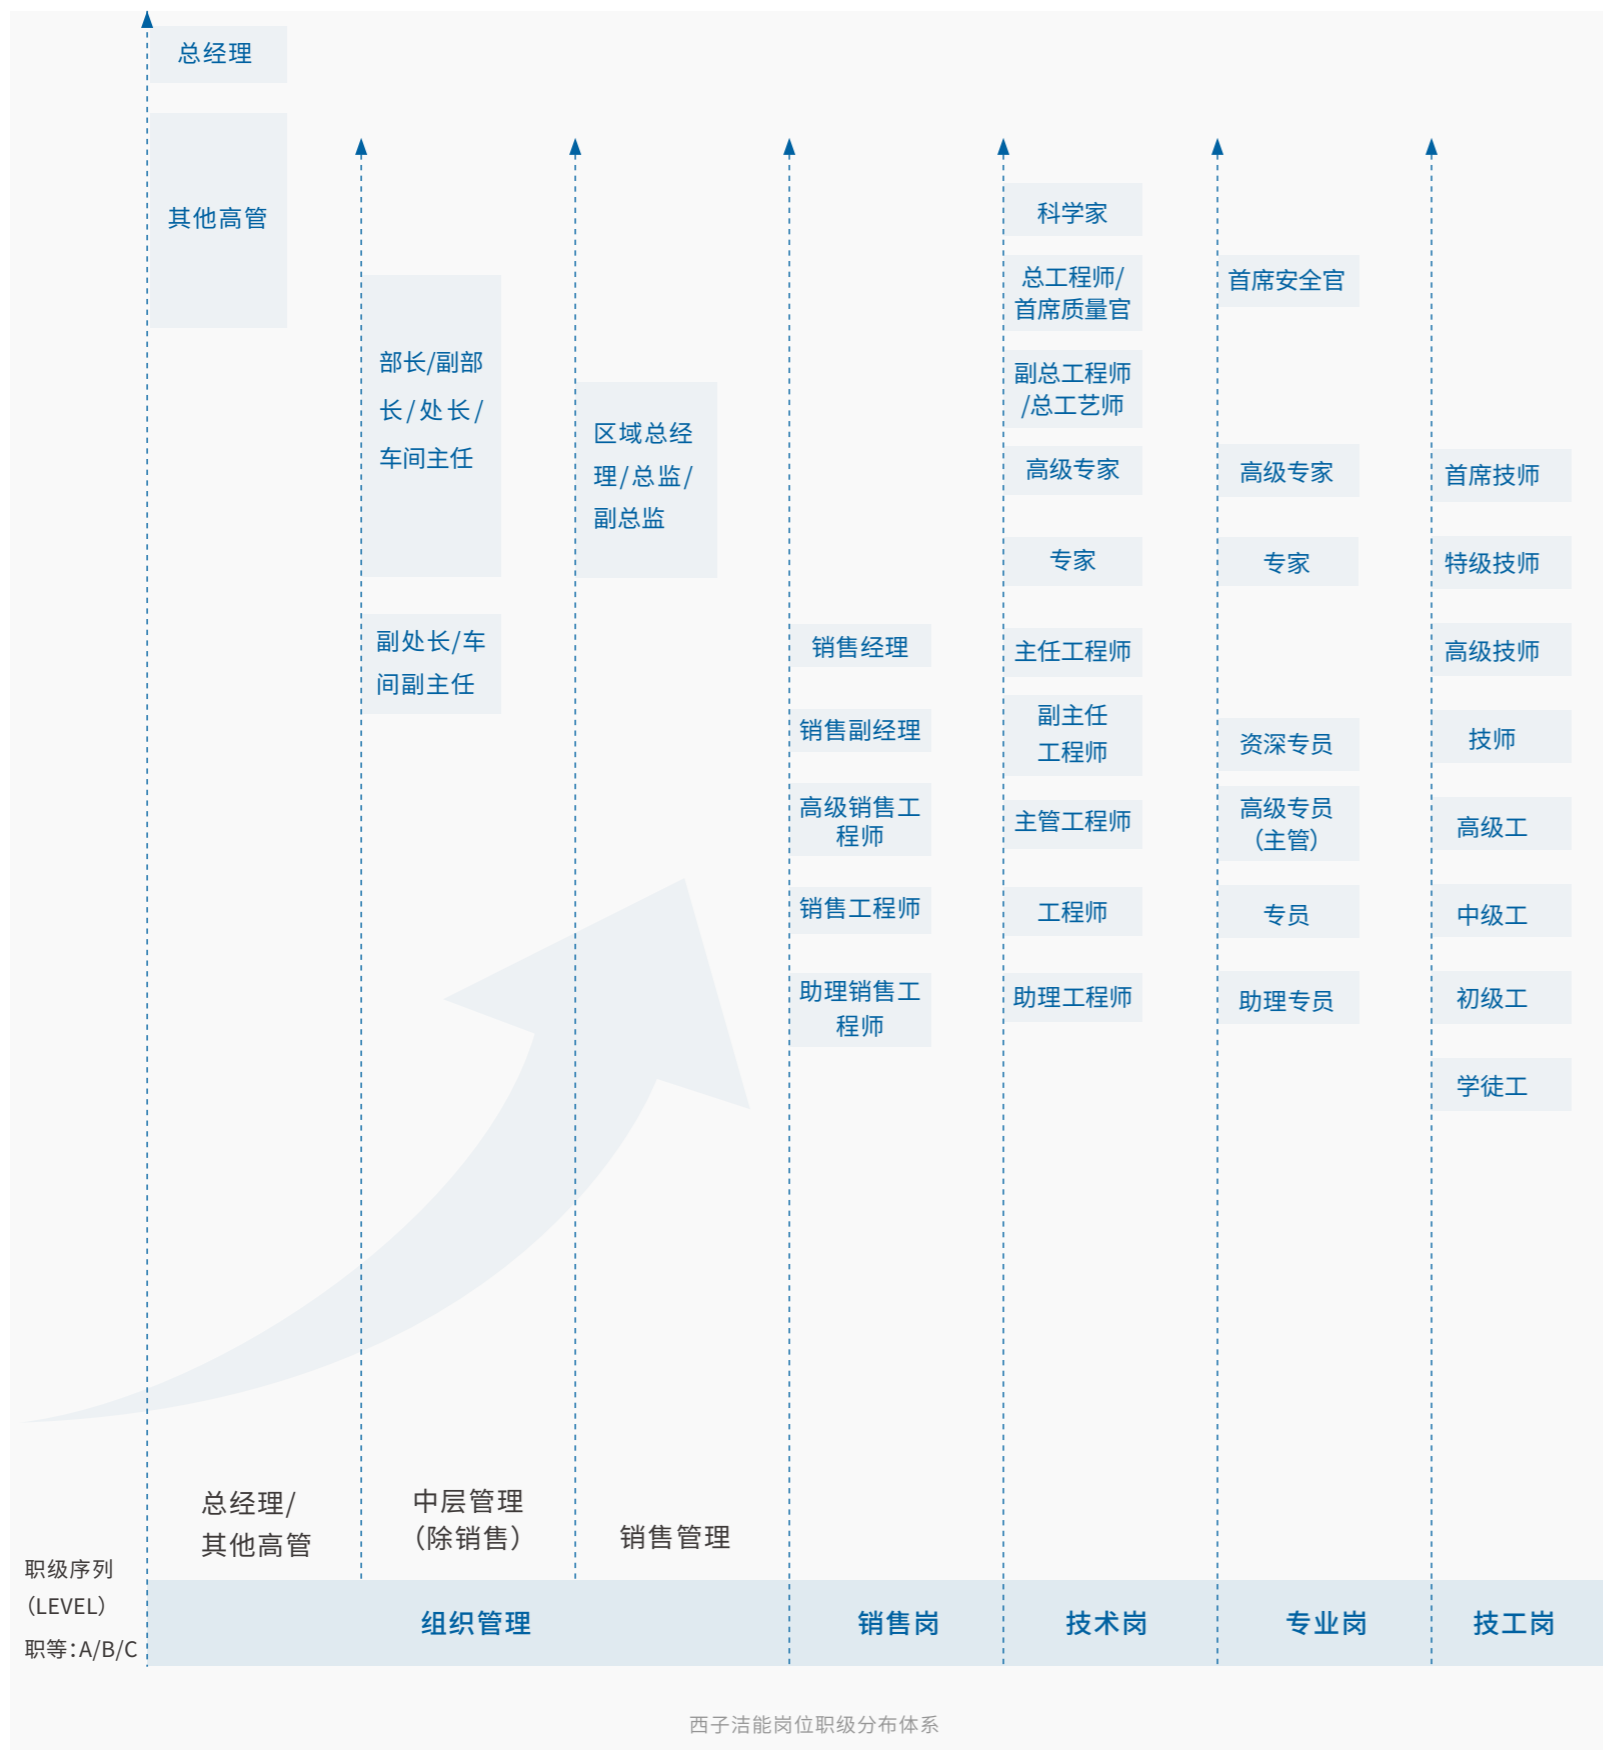 总经理
其他高管
部长/副部
长/处长/
车间主任
副处长/车
间副主任
区域总经
理/总监/
副总监
销售经理
销售副经理
高级销售工
程师
销售工程师
助理销售工
程师
科学家
总工程师/
首席质量官
副总工程师
/总工艺师
高级专家
专家
主任工程师
副主任
工程师
主管工程师
工程师
助理工程师
首席安全官
高级专家
专家
资深专员
高级专员
（主管）
专员
助理专员
首席技师
特级技师
高级技师
技师
高级工
中级工
初级工
学徒工
总经理/
其他高管
中层管理
（除销售）
销售管理
职级序列
（LEVEL）
职等：A/B/C
组织管理
销售岗
技术岗
专业岗
技工岗
西子洁能岗位职级分布体系